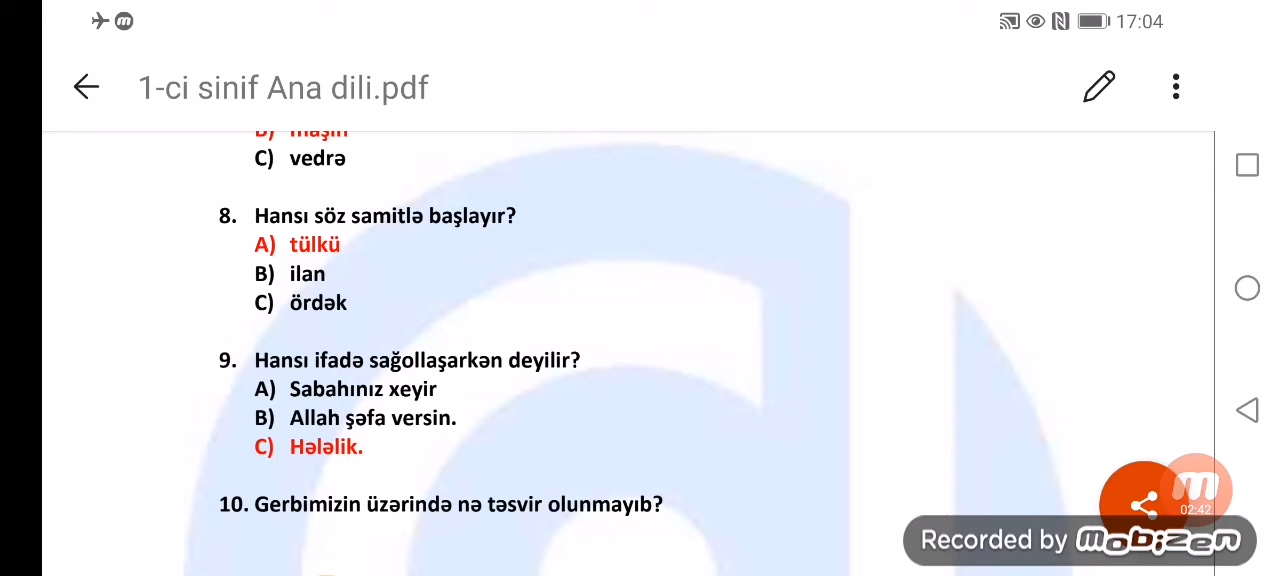 17:04
1-ci sinif Ana dili.pdf
B) maşın
C) vedrə
8. Hansı söz samitlə başlayır?
A) tülkü
B) ilan
C) ördək
9. Hansı ifadə sağollaşarkən deyilir?
A) Sabahınız xeyir
B) Allah şəfa versin.
C) Hələlik.
10. Gerbimizin üzərində nə təsvir olunmayıb?
02:42
Recorded by mobizen